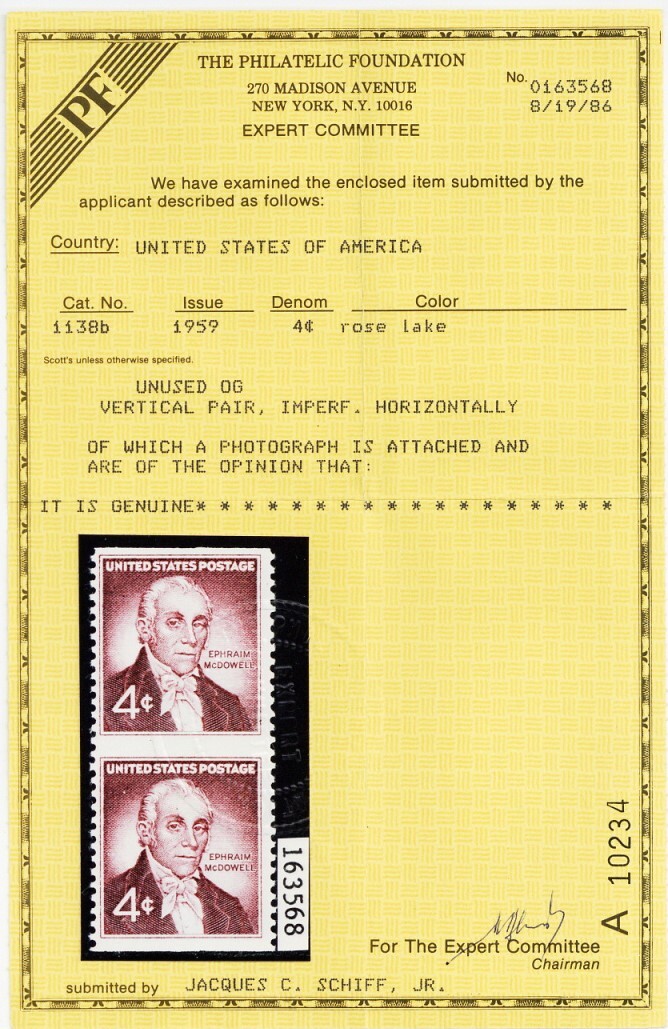 PF
THE PHILATELIC FOUNDATION
270 MADISON AVENUE
NEW YORK, N.Y. 10016
EXPERT COMMITTEE
No. 0163568
8/19/86
We have examined the enclosed item submitted by the
applicant described as follows:
Country: UNITED STATES OF AMERICA
Cat. No. Issue Denom Color
1138b 1959 4¢ rose lake
Scott's unless otherwise specified.
UNUSED OG
VERTICAL PAIR, IMPERF. HORIZONTALLY
OF WHICH A PHOTOGRAPH IS ATTACHED AND
ARE OF THE OPINION THAT:
IT IS GENUINE* * * * * * * * * * * * * * * * * *
UNITED STATES POSTAGE
EPHRAIM
McDOWELL
4¢
UNITED STATES POSTAGE
EPHRAIM
McDOWELL
4¢
163568
A 10234
For The Expert Committee
Chairman
submitted by JACQUES C. SCHIFF, JR.